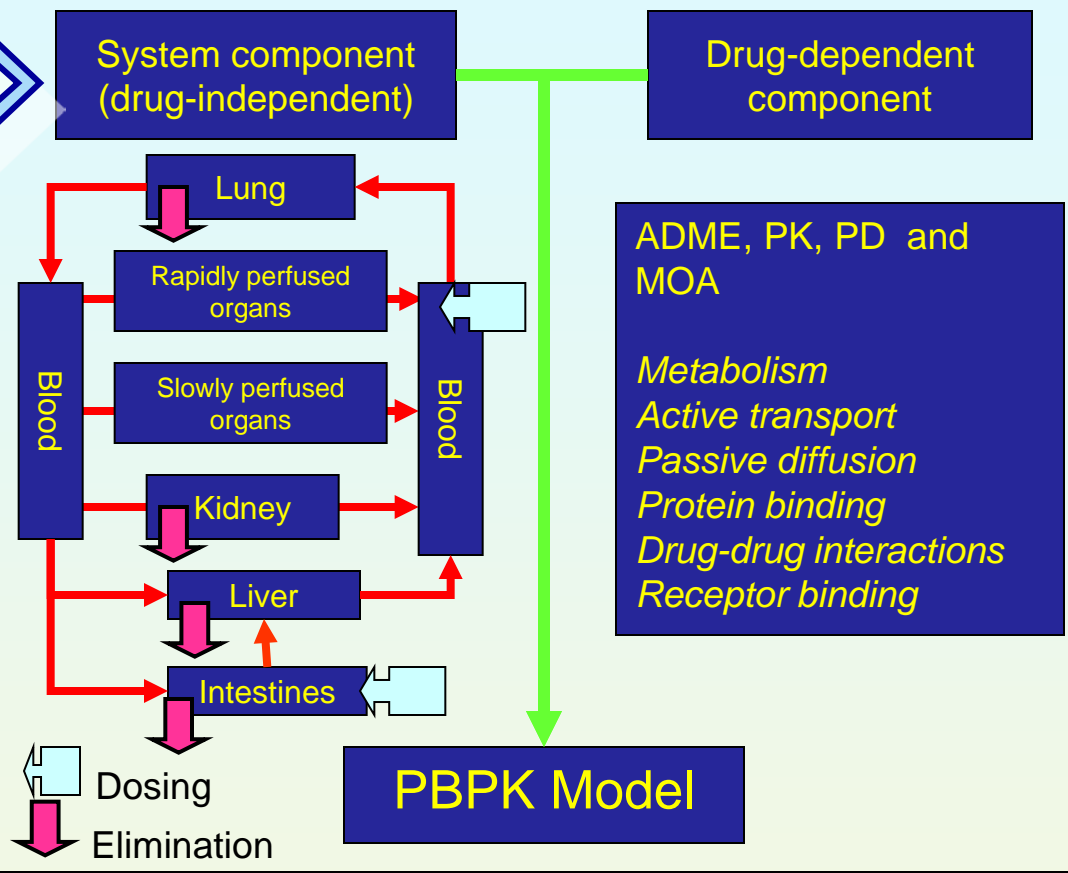 System component
(drug-independent)
Drug-dependent
component
Lung
Rapidly perfused
organs
Blood
Slowly perfused
organs
Blood
Kidney
Liver
Intestines
ADME, PK, PD and
MOA
Metabolism
Active transport
Passive diffusion
Protein binding
Drug-drug interactions
Receptor binding
Dosing
Elimination
PBPK Model